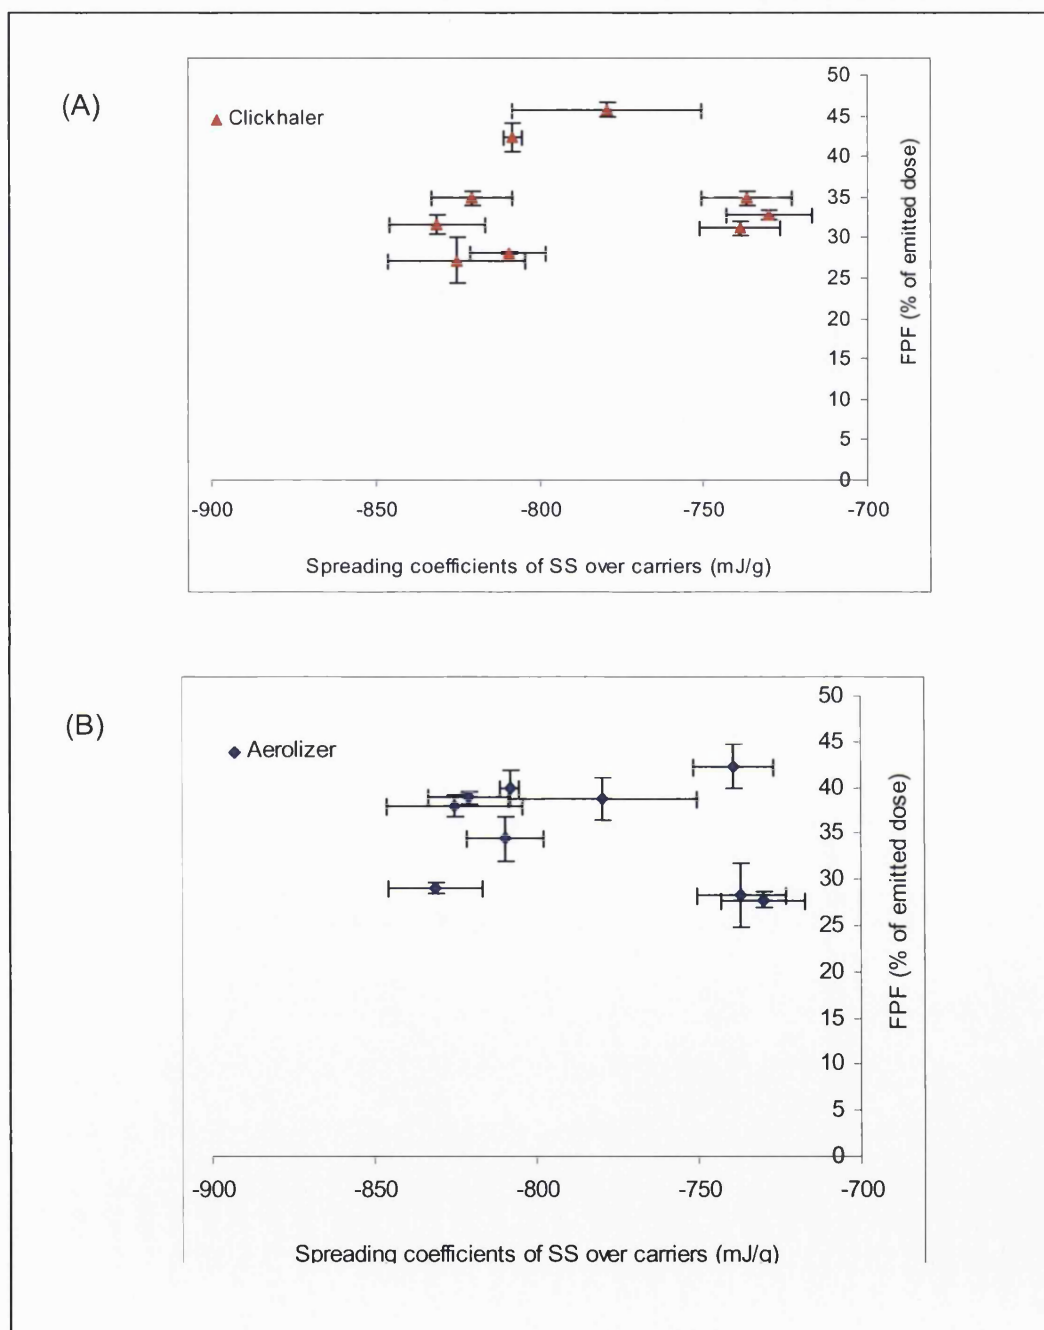 (A)
Clickhaler
50
45
40
35
30
25
20
15
10
5
0
FPF (% of emitted dose)
-900 -850 -800 -750 -700
Spreading coefficients of SS over carriers (mJ/g)
(B)
Aerolizer
50
45
40
35
30
25
20
15
10
5
0
FPF (% of emitted dose)
-900 -850 -800 -750 -700
Spreading coefficients of SS over carriers (mJ/g)